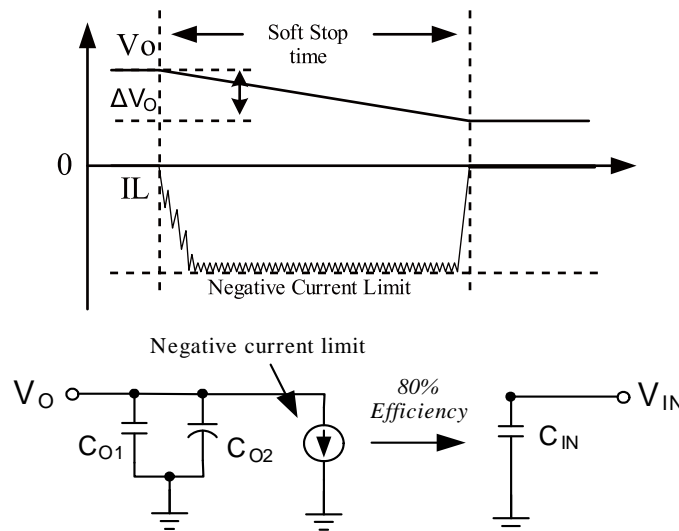 Soft Stop
time
Vo
ΔVO
0
IL
Negative Current Limit
Negative current limit
VO
80%
Efficiency
VIN
CO1
CO2
CIN